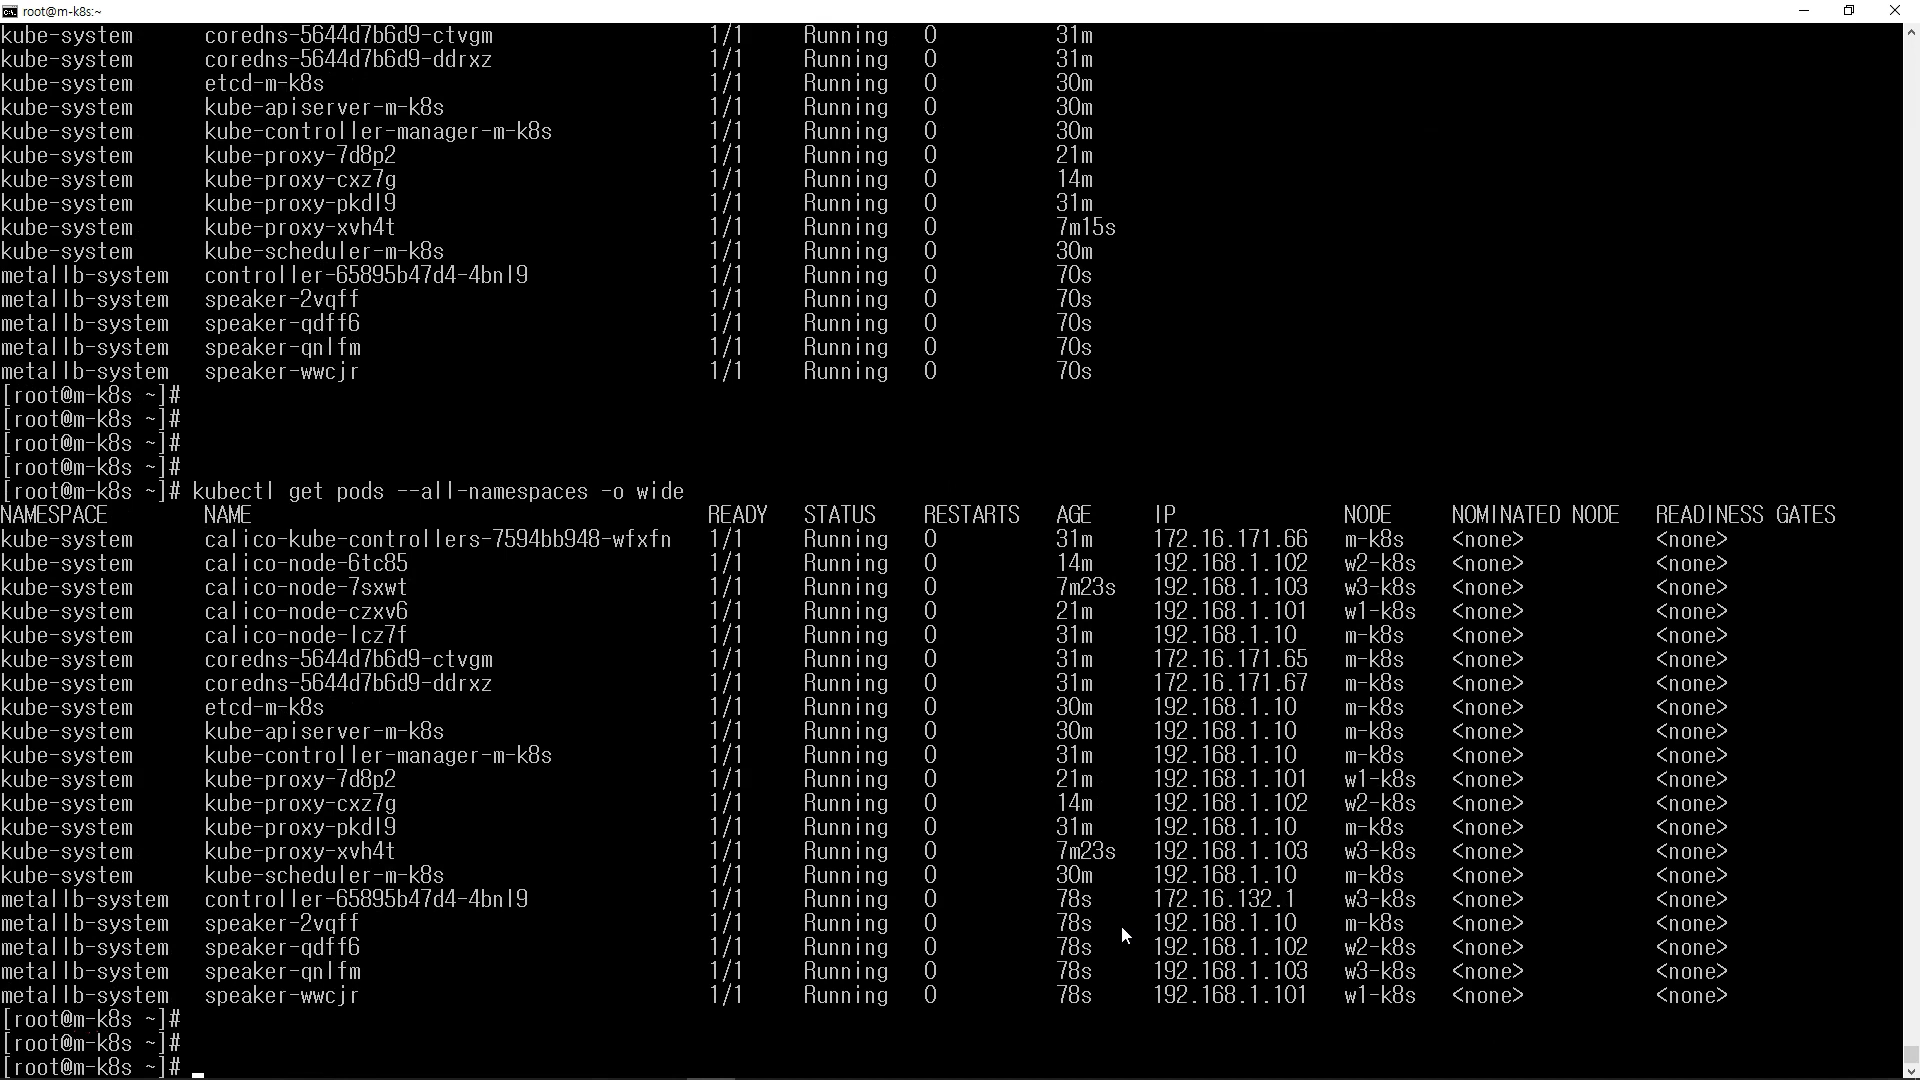 root@m-k8s:~
kube-system coredns-5644d7b6d9-ctvgm 1/1 Running 0 31m
kube-system coredns-5644d7b6d9-ddrxz 1/1 Running 0 31m
kube-system etcd-m-k8s 1/1 Running 0 30m
kube-system kube-apiserver-m-k8s 1/1 Running 0 30m
kube-system kube-controller-manager-m-k8s 1/1 Running 0 30m
kube-system kube-proxy-7d8p2 1/1 Running 0 21m
kube-system kube-proxy-cxz7g 1/1 Running 0 14m
kube-system kube-proxy-pkdl9 1/1 Running 0 31m
kube-system kube-proxy-xvh4t 1/1 Running 0 7m15s
kube-system kube-scheduler-m-k8s 1/1 Running 0 30m
metallb-system controller-65895b47d4-4bnl9 1/1 Running 0 70s
metallb-system speaker-2vqff 1/1 Running 0 70s
metallb-system speaker-qdff6 1/1 Running 0 70s
metallb-system speaker-qnlfm 1/1 Running 0 70s
metallb-system speaker-wwcjr 1/1 Running 0 70s
[root@m-k8s ~]#
[root@m-k8s ~]#
[root@m-k8s ~]#
[root@m-k8s ~]#
[root@m-k8s ~]# kubectl get pods --all-namespaces -o wide
NAMESPACE NAME READY STATUS RESTARTS AGE IP NODE NOMINATED NODE READINESS GATES
kube-system calico-kube-controllers-7594bb948-wfxfn 1/1 Running 0 31m 172.16.171.66 m-k8s <none> <none>
kube-system calico-node-6tc85 1/1 Running 0 14m 192.168.1.102 w2-k8s <none> <none>
kube-system calico-node-7sxwt 1/1 Running 0 7m23s 192.168.1.103 w3-k8s <none> <none>
kube-system calico-node-czxv6 1/1 Running 0 21m 192.168.1.101 w1-k8s <none> <none>
kube-system calico-node-lcz7f 1/1 Running 0 31m 192.168.1.10 m-k8s <none> <none>
kube-system coredns-5644d7b6d9-ctvgm 1/1 Running 0 31m 172.16.171.65 m-k8s <none> <none>
kube-system coredns-5644d7b6d9-ddrxz 1/1 Running 0 31m 172.16.171.67 m-k8s <none> <none>
kube-system etcd-m-k8s 1/1 Running 0 30m 192.168.1.10 m-k8s <none> <none>
kube-system kube-apiserver-m-k8s 1/1 Running 0 30m 192.168.1.10 m-k8s <none> <none>
kube-system kube-controller-manager-m-k8s 1/1 Running 0 31m 192.168.1.10 m-k8s <none> <none>
kube-system kube-proxy-7d8p2 1/1 Running 0 21m 192.168.1.101 w1-k8s <none> <none>
kube-system kube-proxy-cxz7g 1/1 Running 0 14m 192.168.1.102 w2-k8s <none> <none>
kube-system kube-proxy-pkdl9 1/1 Running 0 31m 192.168.1.10 m-k8s <none> <none>
kube-system kube-proxy-xvh4t 1/1 Running 0 7m23s 192.168.1.103 w3-k8s <none> <none>
kube-system kube-scheduler-m-k8s 1/1 Running 0 30m 192.168.1.10 m-k8s <none> <none>
metallb-system controller-65895b47d4-4bnl9 1/1 Running 0 78s 172.16.132.1 w3-k8s <none> <none>
metallb-system speaker-2vqff 1/1 Running 0 78s 192.168.1.10 m-k8s <none> <none>
metallb-system speaker-qdff6 1/1 Running 0 78s 192.168.1.102 w2-k8s <none> <none>
metallb-system speaker-qnlfm 1/1 Running 0 78s 192.168.1.103 w3-k8s <none> <none>
metallb-system speaker-wwcjr 1/1 Running 0 78s 192.168.1.101 w1-k8s <none> <none>
[root@m-k8s ~]#
[root@m-k8s ~]#
[root@m-k8s ~]#